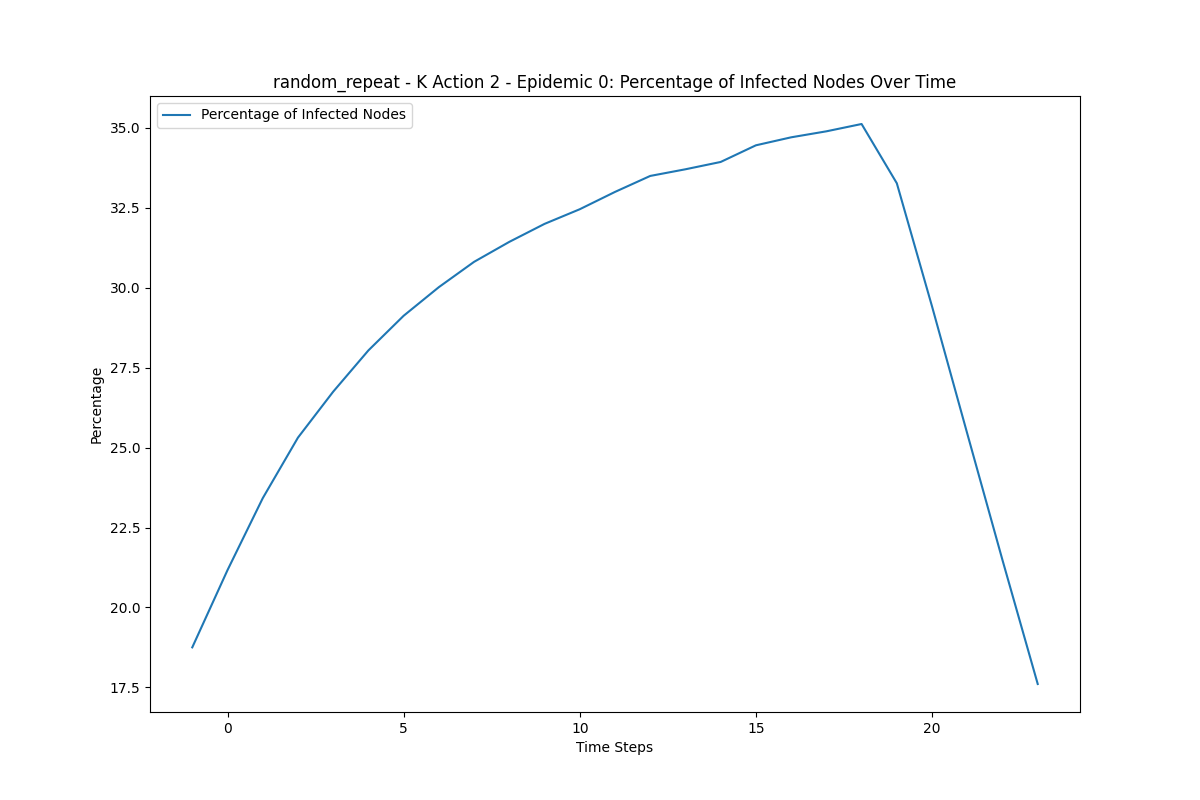 random_repeat - K Action 2 - Epidemic 0: Percentage of Infected Nodes Over Time
Percentage of Infected Nodes
Percentage
35.0
32.5
30.0
27.5
25.0
22.5
20.0
17.5
0 5 10 15 20
Time Steps